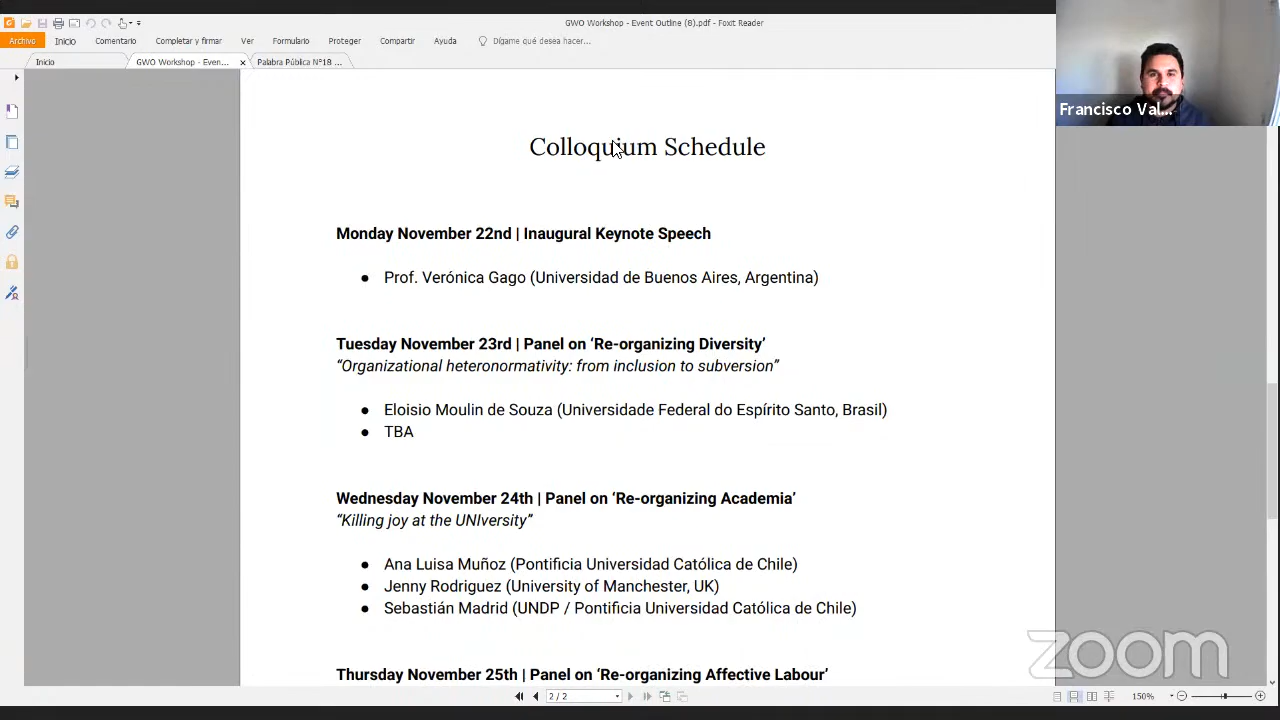 GWO Workshop - Event Outline (8).pdf - Foxit Reader
Archivo Inicio Comentario Completar y firmar Ver Formulario Proteger Compartir Ayuda Dígame qué desea hacer...
Inicio GWO Workshop - Even... Palabra Pública N°18 ...
Francisco Val...
Colloquium Schedule
Monday November 22nd | Inaugural Keynote Speech
● Prof. Verónica Gago (Universidad de Buenos Aires, Argentina)
Tuesday November 23rd | Panel on ‘Re-organizing Diversity’
“Organizational heteronormativity: from inclusion to subversion”
● Eloisio Moulin de Souza (Universidade Federal do Espírito Santo, Brasil)
● TBA
Wednesday November 24th | Panel on ‘Re-organizing Academia’
“Killing joy at the UNIversity”
● Ana Luisa Muñoz (Pontificia Universidad Católica de Chile)
● Jenny Rodriguez (University of Manchester, UK)
● Sebastián Madrid (UNDP / Pontificia Universidad Católica de Chile)
Thursday November 25th | Panel on ‘Re-organizing Affective Labour’
zoom
2 / 2
150%